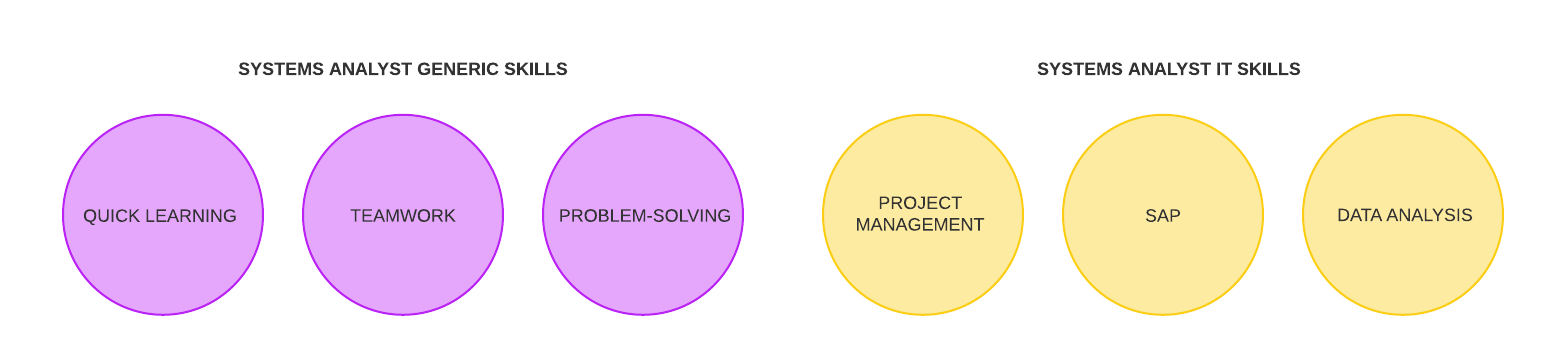 SYSTEMS ANALYST GENERIC SKILLS
QUICK LEARNING
TEAMWORK
PROBLEM-SOLVING
SYSTEMS ANALYST IT SKILLS
PROJECT
MANAGEMENT
SAP
DATA ANALYSIS